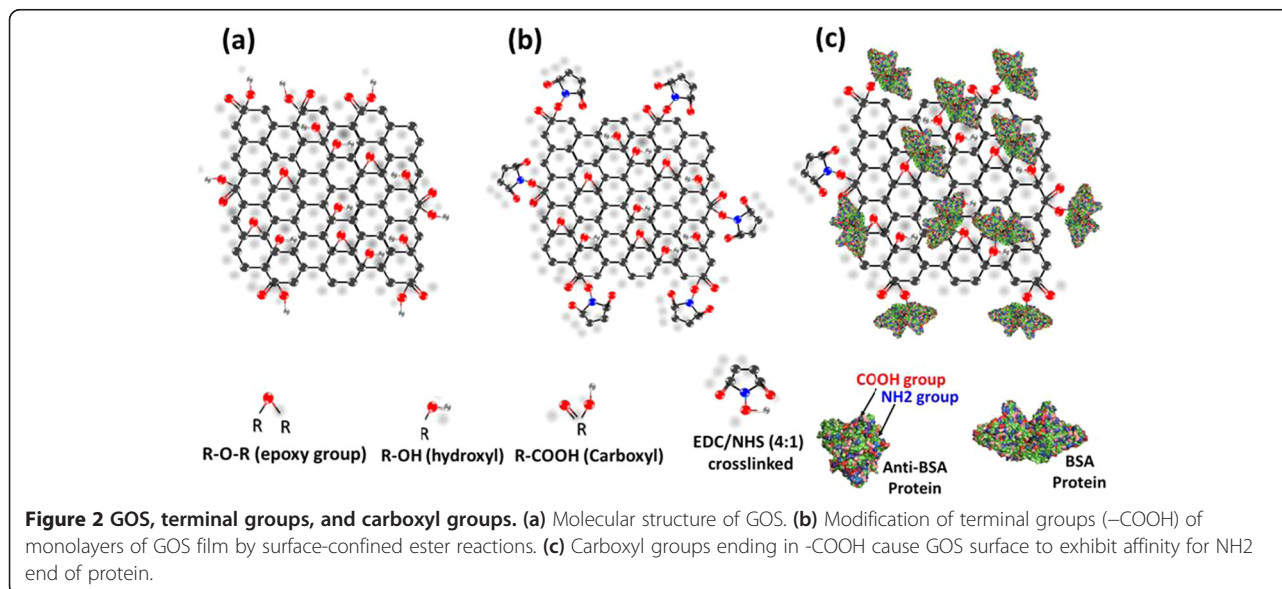 (a)
(b)
(c)
R
R
R-O-R (epoxy group)
R
R-OH (hydroxyl)
R
R-COOH (Carboxyl)
EDC/NHS (4:1)
crosslinked
COOH group
NH2 group
Anti-BSA
Protein
BSA
Protein
Figure 2 GOS, terminal groups, and carboxyl groups. (a) Molecular structure of GOS. (b) Modification of terminal groups (–COOH) of
monolayers of GOS film by surface-confined ester reactions. (c) Carboxyl groups ending in -COOH cause GOS surface to exhibit affinity for NH2
end of protein.